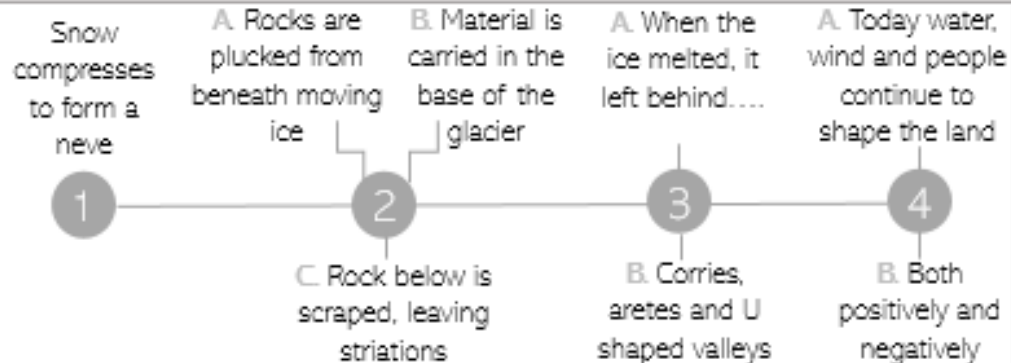 Snow
compresses
to form a
neve
A. Rocks are
plucked from
beneath moving
ice
B. Material is
carried in the
base of the
glacier
A. When the
ice melted, it
left behind....
A. Today water,
wind and people
continue to
shape the land
1
2
3
4
C. Rock below is
scraped, leaving
striations
B. Corries,
aretes and U
shaped valleys
B. Both
positively and
negatively